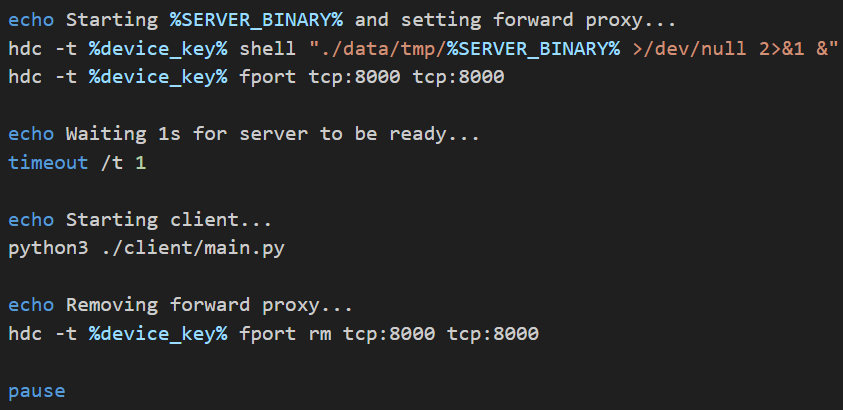 echo Starting %SERVER_BINARY% and setting forward proxy...
hdc -t %device_key% shell "./data/tmp/%SERVER_BINARY% >/dev/null 2>&1 &"
hdc -t %device_key% fport tcp:8000 tcp:8000
echo Waiting 1s for server to be ready...
timeout /t 1
echo Starting client...
python3 ./client/main.py
echo Removing forward proxy...
hdc -t %device_key% fport rm tcp:8000 tcp:8000
pause